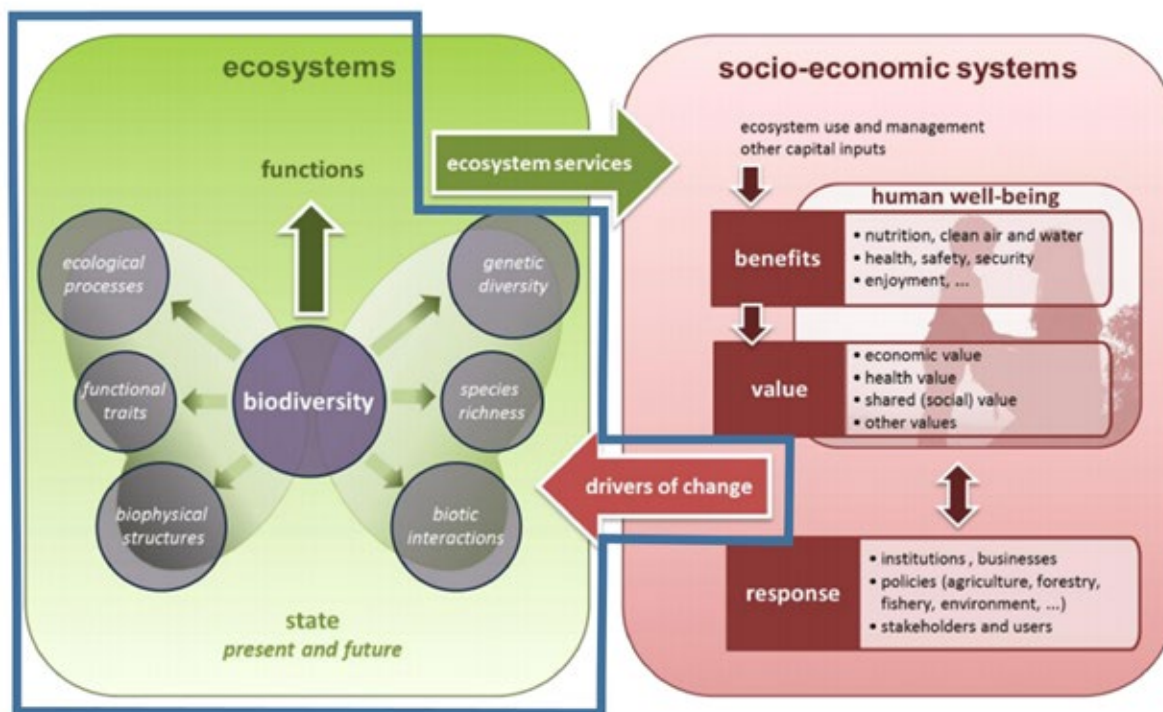 ecosystems
functions
ecological
processes
genetic
diversity
functional
traits
biodiversity
species
richness
biophysical
structures
biotic
interactions
state
present and future
ecosystem services
drivers of change
socio-economic systems
ecosystem use and management
other capital inputs
human well-being
benefits
• nutrition, clean air and water
• health, safety, security
• enjoyment, ...
value
• economic value
• health value
• shared (social) value
• other values
response
• institutions , businesses
• policies (agriculture, forestry,
fishery, environment, ...)
• stakeholders and users